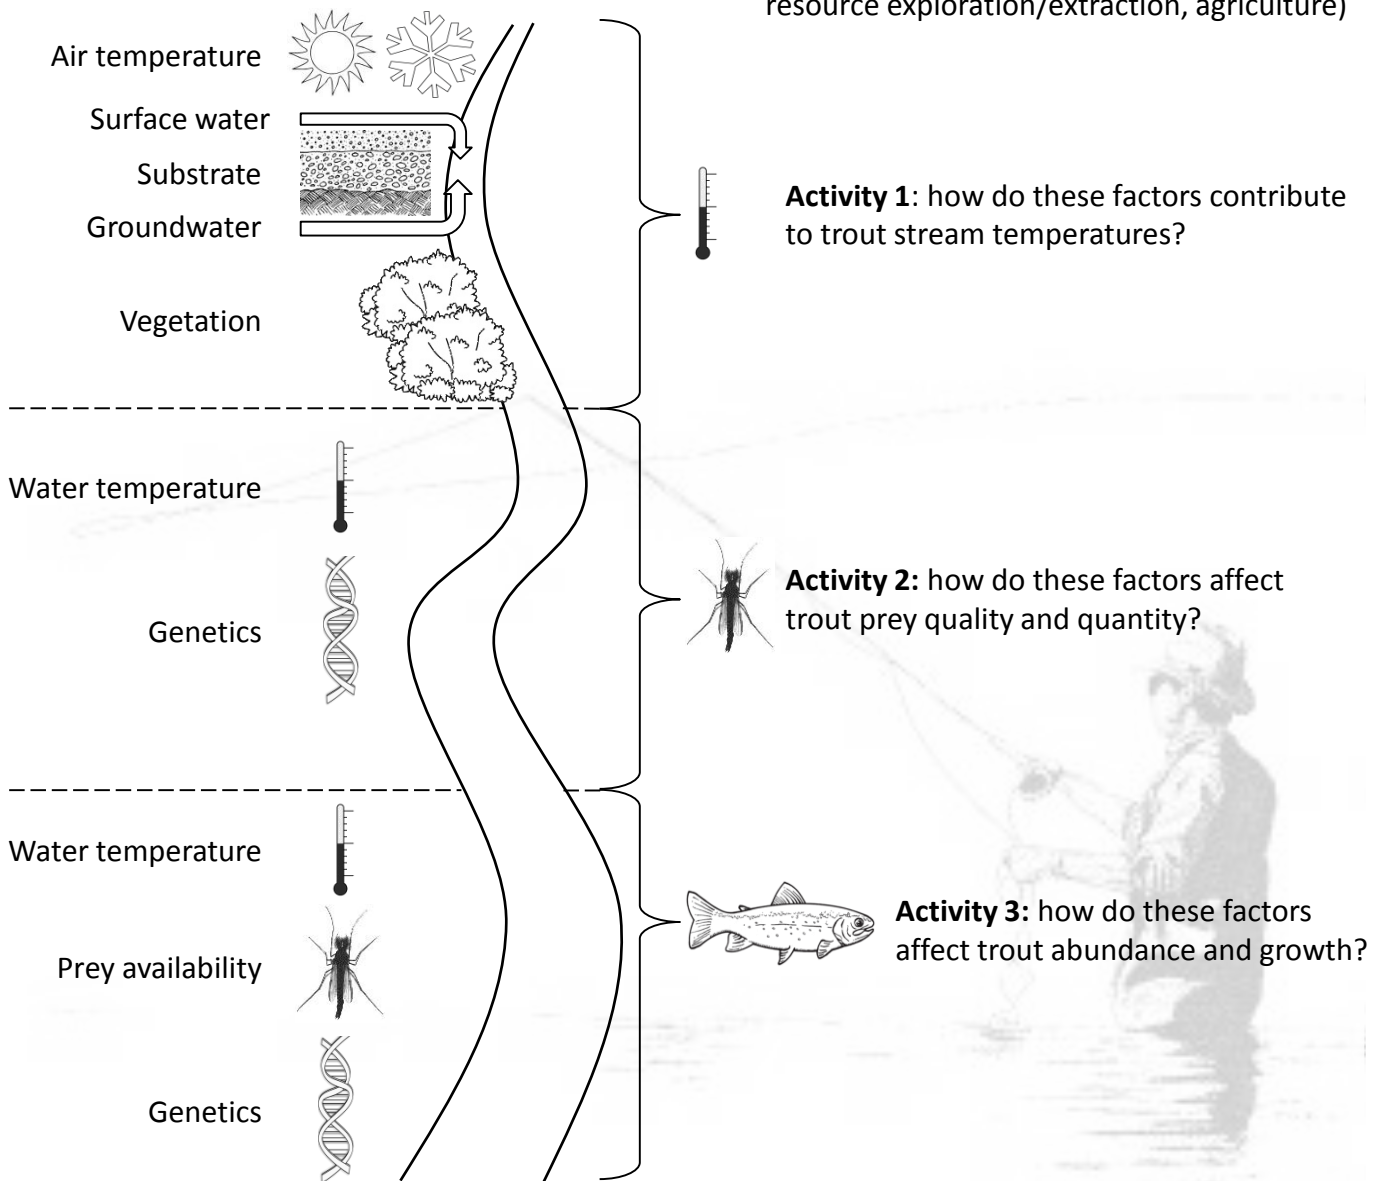 resource exploration/extraction, agriculture)
Air temperature
Surface water
Substrate
Groundwater
Vegetation
Activity 1: how do these factors contribute
to trout stream temperatures?
Water temperature
Genetics
Activity 2: how do these factors affect
trout prey quality and quantity?
Water temperature
Prey availability
Genetics
Activity 3: how do these factors
affect trout abundance and growth?